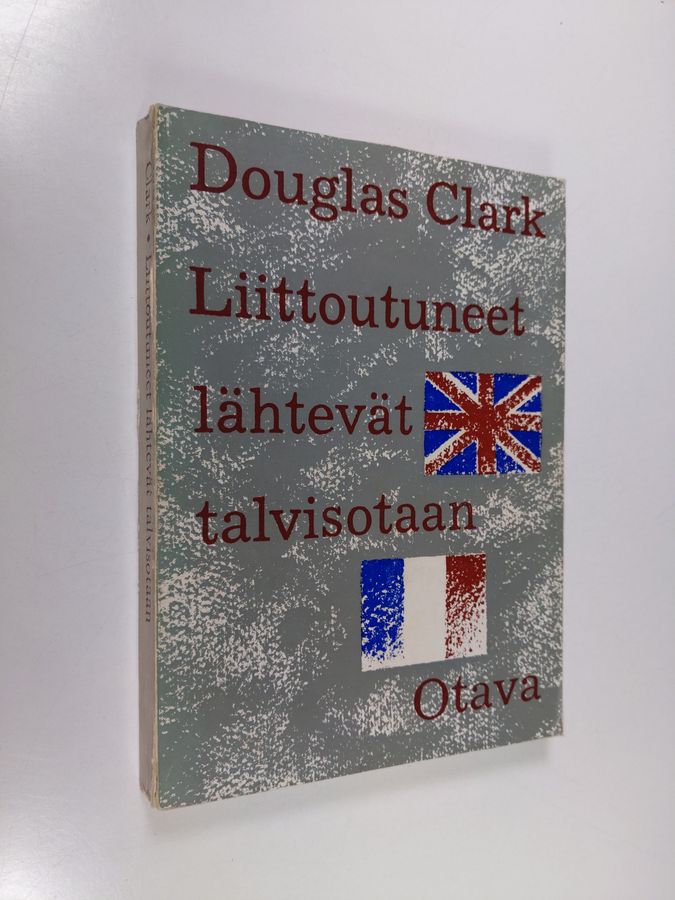 Douglas Clark
Liittoutuneet
lähtevät
talvisotaan
Otava
Clark • Liittoutuneet lähtevät talvisotaan